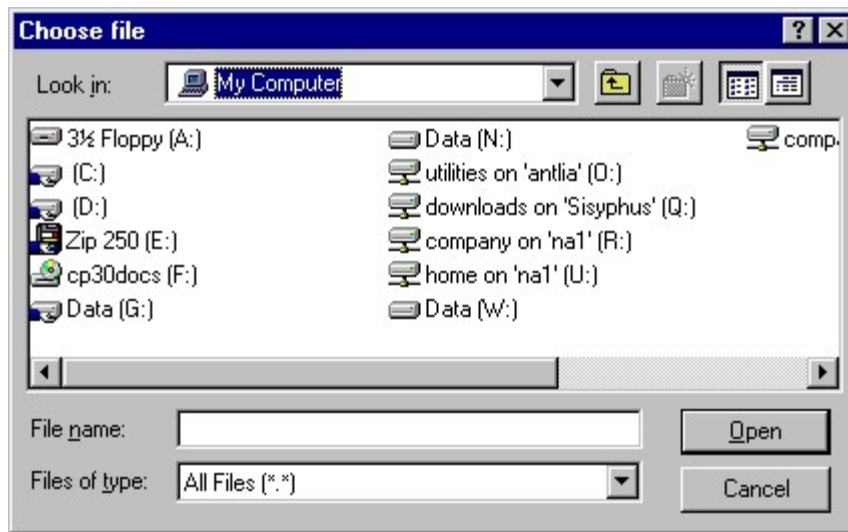 Choose file
Look in: My Computer
3½ Floppy (A:)
(C:)
(D:)
Zip 250 (E:)
cp30docs (F:)
Data (G:)
Data (N:)
utilities on 'antlia' (O:)
downloads on 'Sisyphus' (Q:)
company on 'na1' (R:)
home on 'na1' (U:)
Data (W:)
File name:
Open
Files of type: All Files (*.*)
Cancel